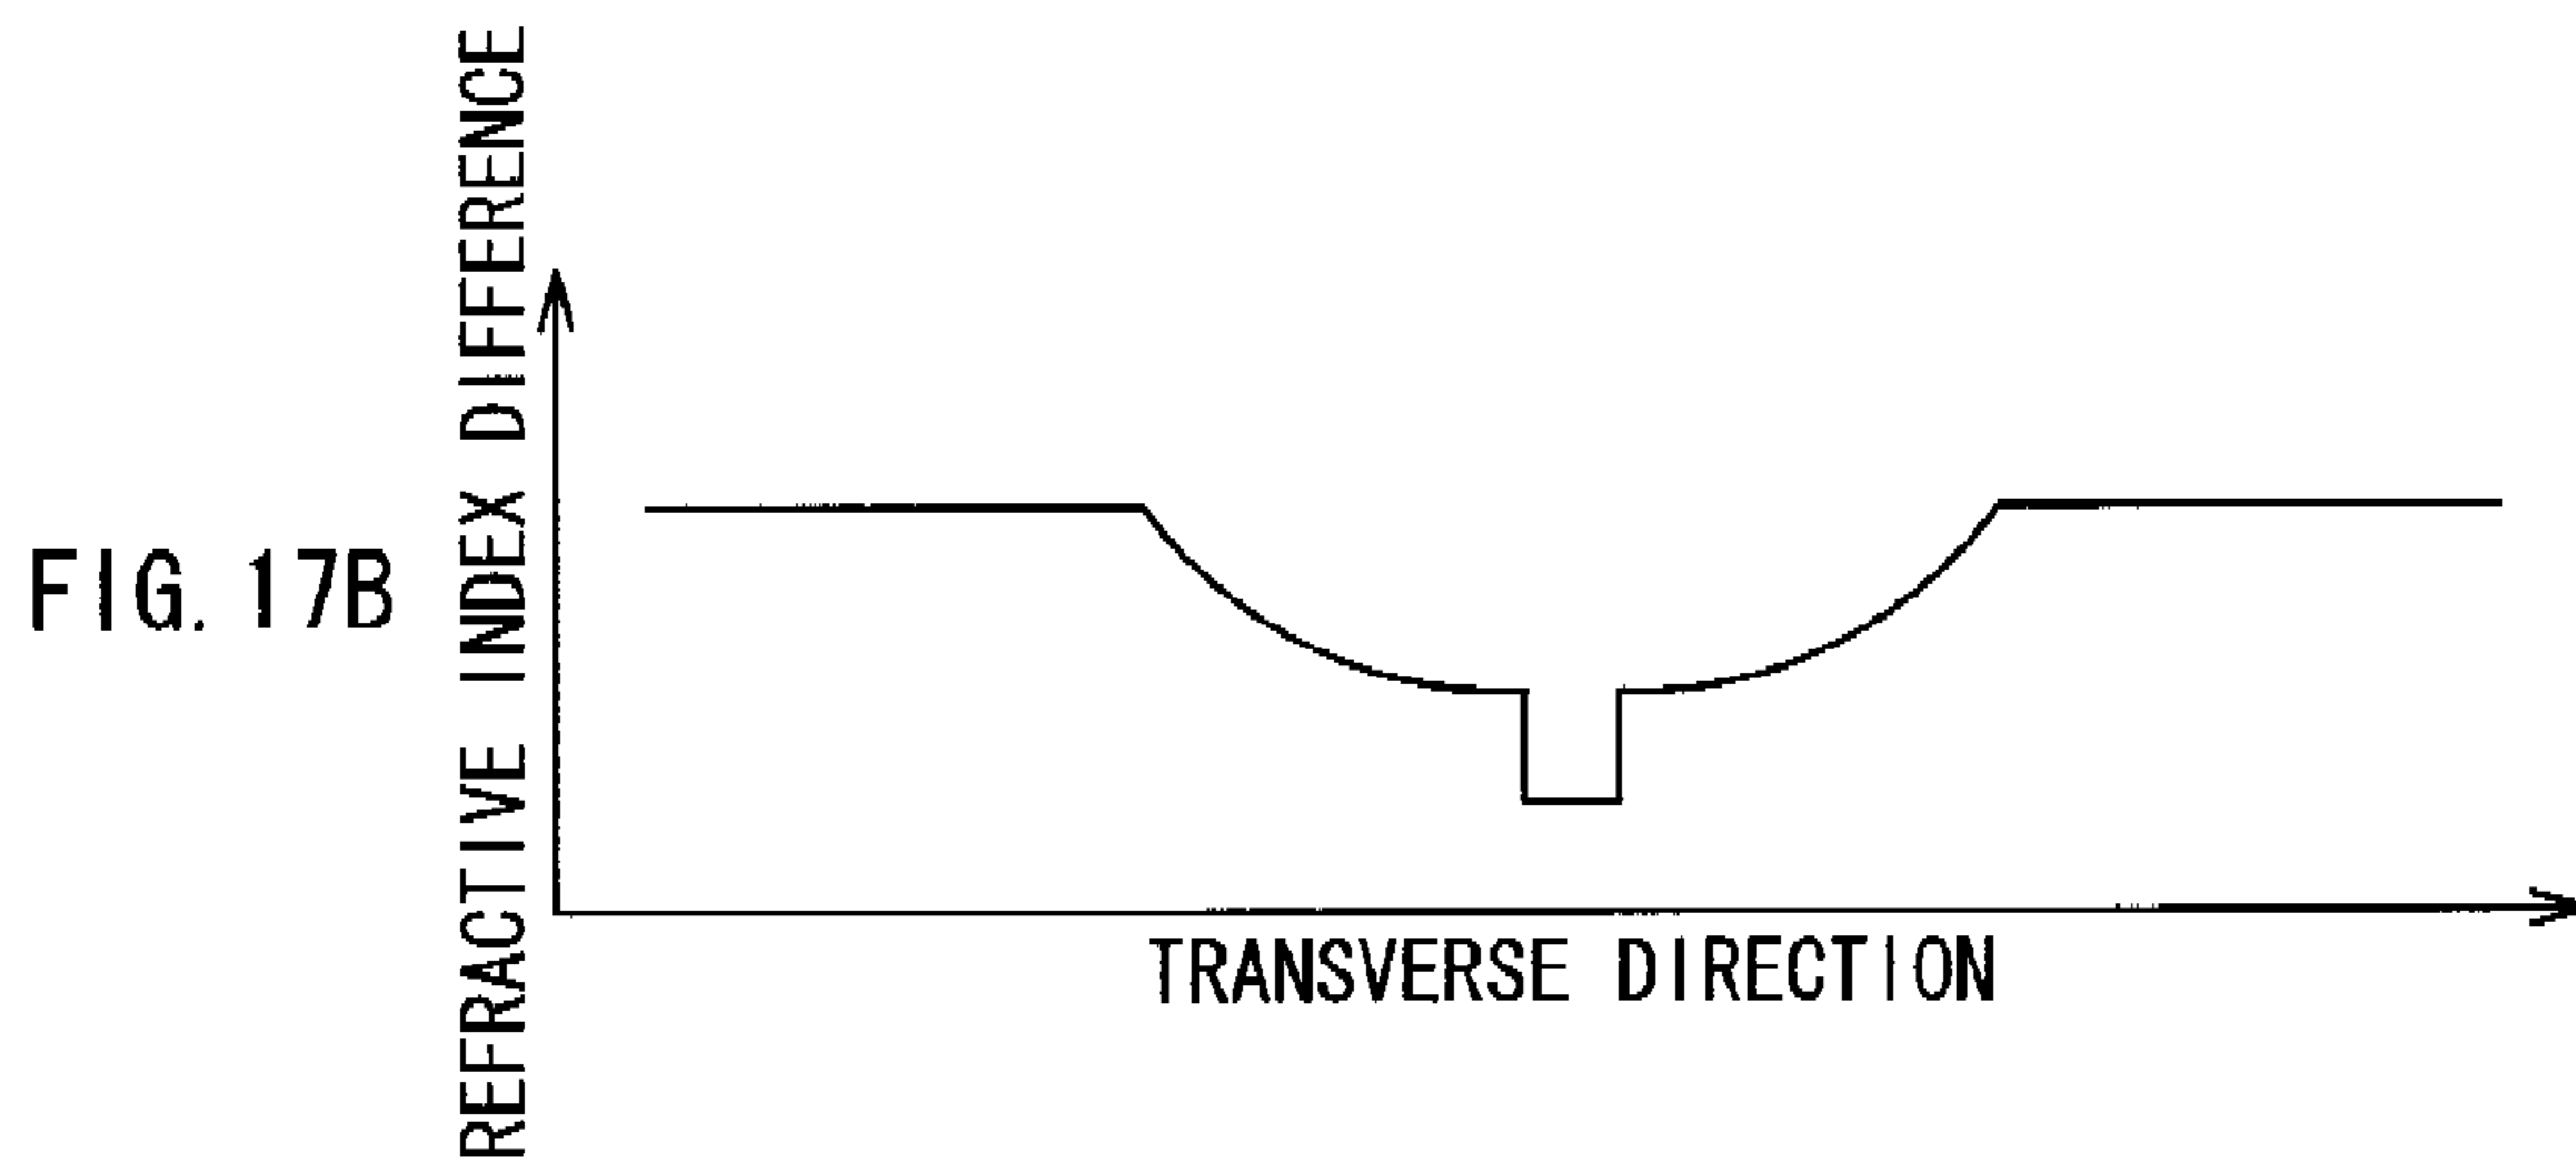 FIG. 17B
REFRACTIVE INDEX DIFFERENCE
TRANSVERSE DIRECTION